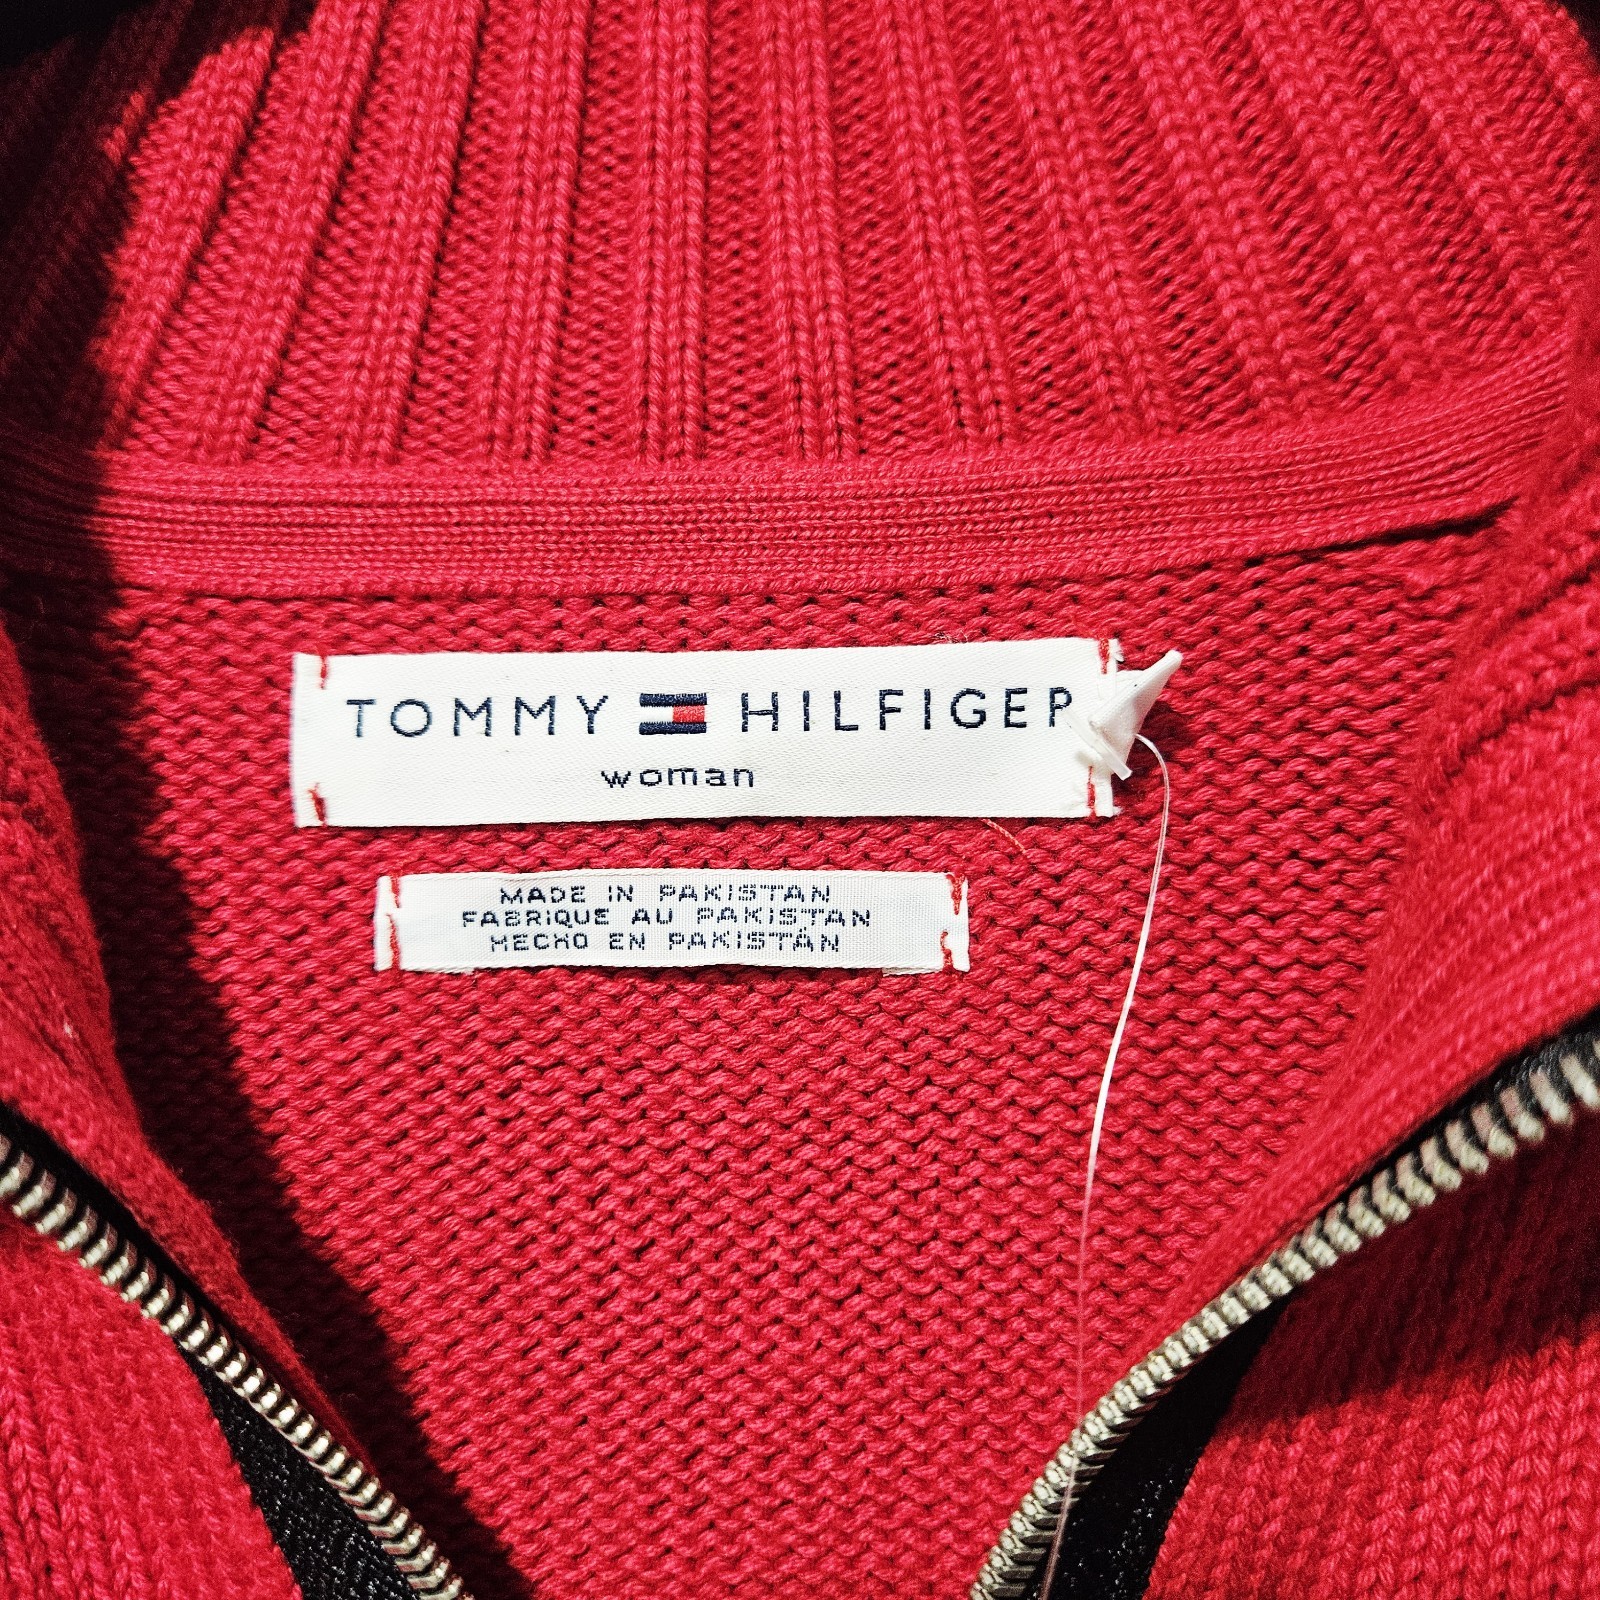 TOMMY HILFIGER
woman
MADE IN PAKISTAN
FABRIQUE AU PAKISTAN
HECHO EN PAKISTÁN